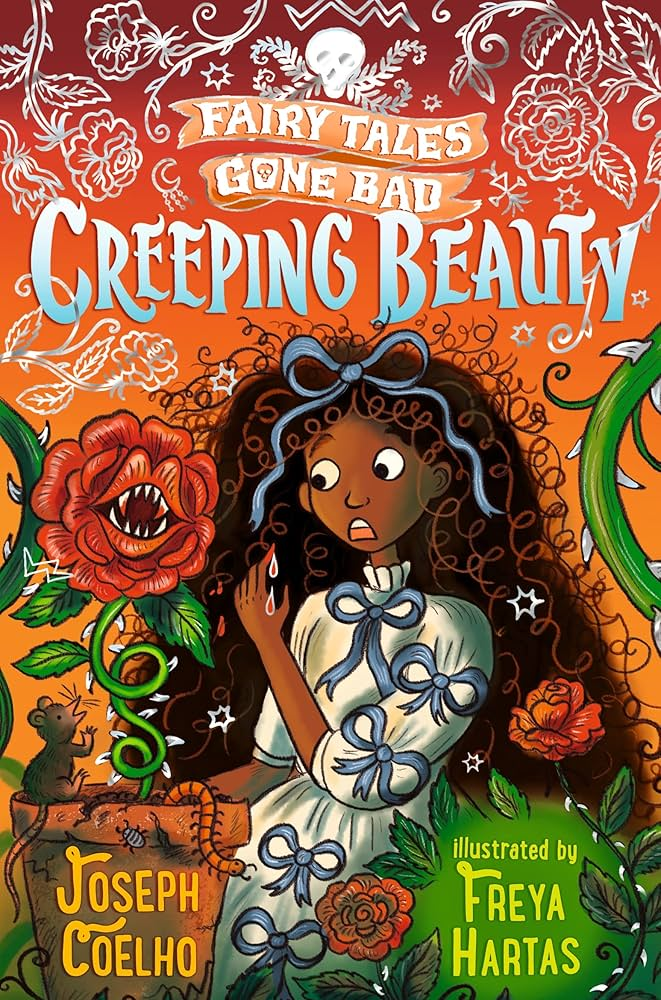 FAIRY TALES
GONE BAD
CREEPING BEAUTY
JOSEPH
COELHO
illustrated by
FREYA
HARTAS